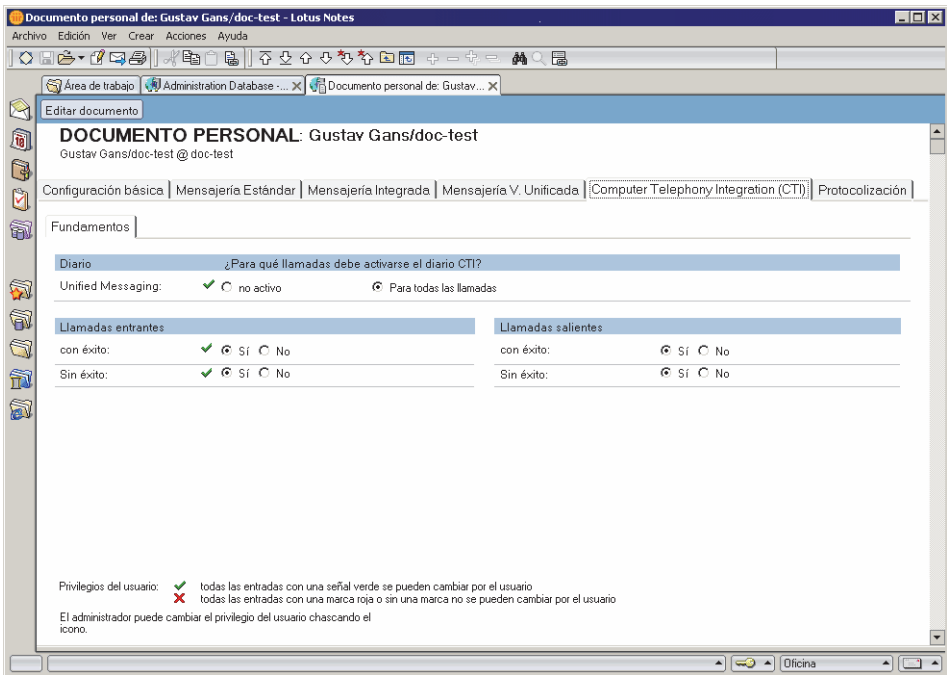 Documento personal de: Gustav Gans/doc-test - Lotus Notes
Archivo Edición Ver Crear Acciones Ayuda
Área de trabajo Administration Database -... Documento personal de: Gustav...
Editar documento
DOCUMENTO PERSONAL: Gustav Gans/doc-test
Gustav Gans/doc-test @ doc-test
Configuración básica Mensajería Estándar Mensajería Integrada Mensajería V. Unificada Computer Telephony Integration (CTI) Protocolización
Fundamentos
Diario ¿Para qué llamadas debe activarse el diario CTI?
Unified Messaging: no activo Para todas las llamadas
Llamadas entrantes Llamadas salientes
con éxito: Sí No con éxito: Sí No
Sin éxito: Sí No Sin éxito: Sí No
Privilegios del usuario: todas las entradas con una señal verde se pueden cambiar por el usuario
todas las entradas con una marca roja o sin una marca no se pueden cambiar por el usuario
El administrador puede cambiar el privilegio del usuario chascando el
icono.
Oficina